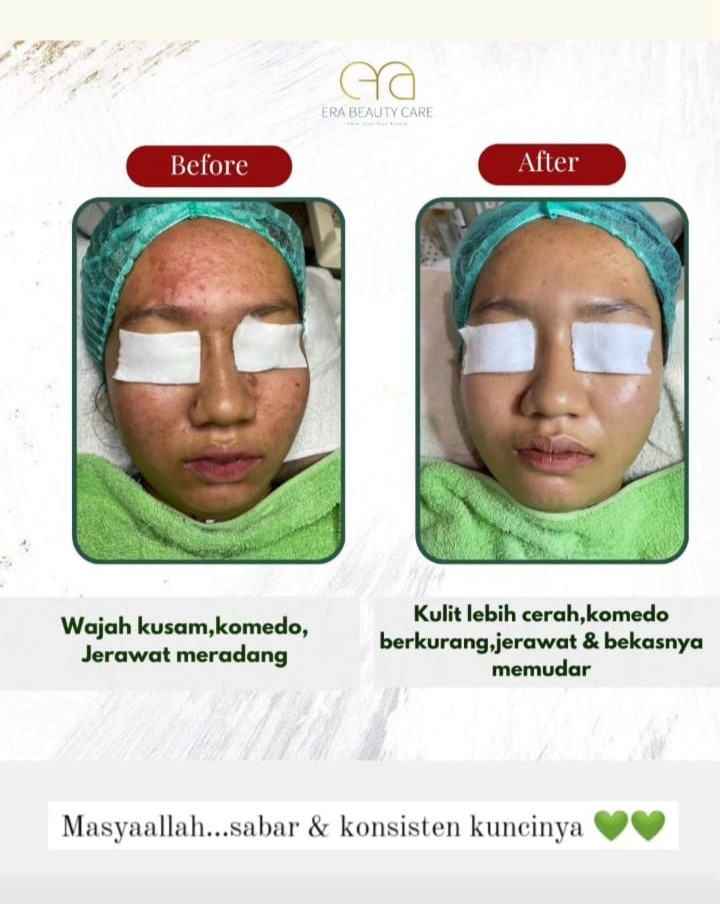 ERA BEAUTY CARE
Before
After
Wajah kusam,komedo,
Jerawat meradang
Kulit lebih cerah,komedo
berkurang,jerawat & bekasnya
memudar
Masyaallah...sabar & konsisten kuncinya 💚💚